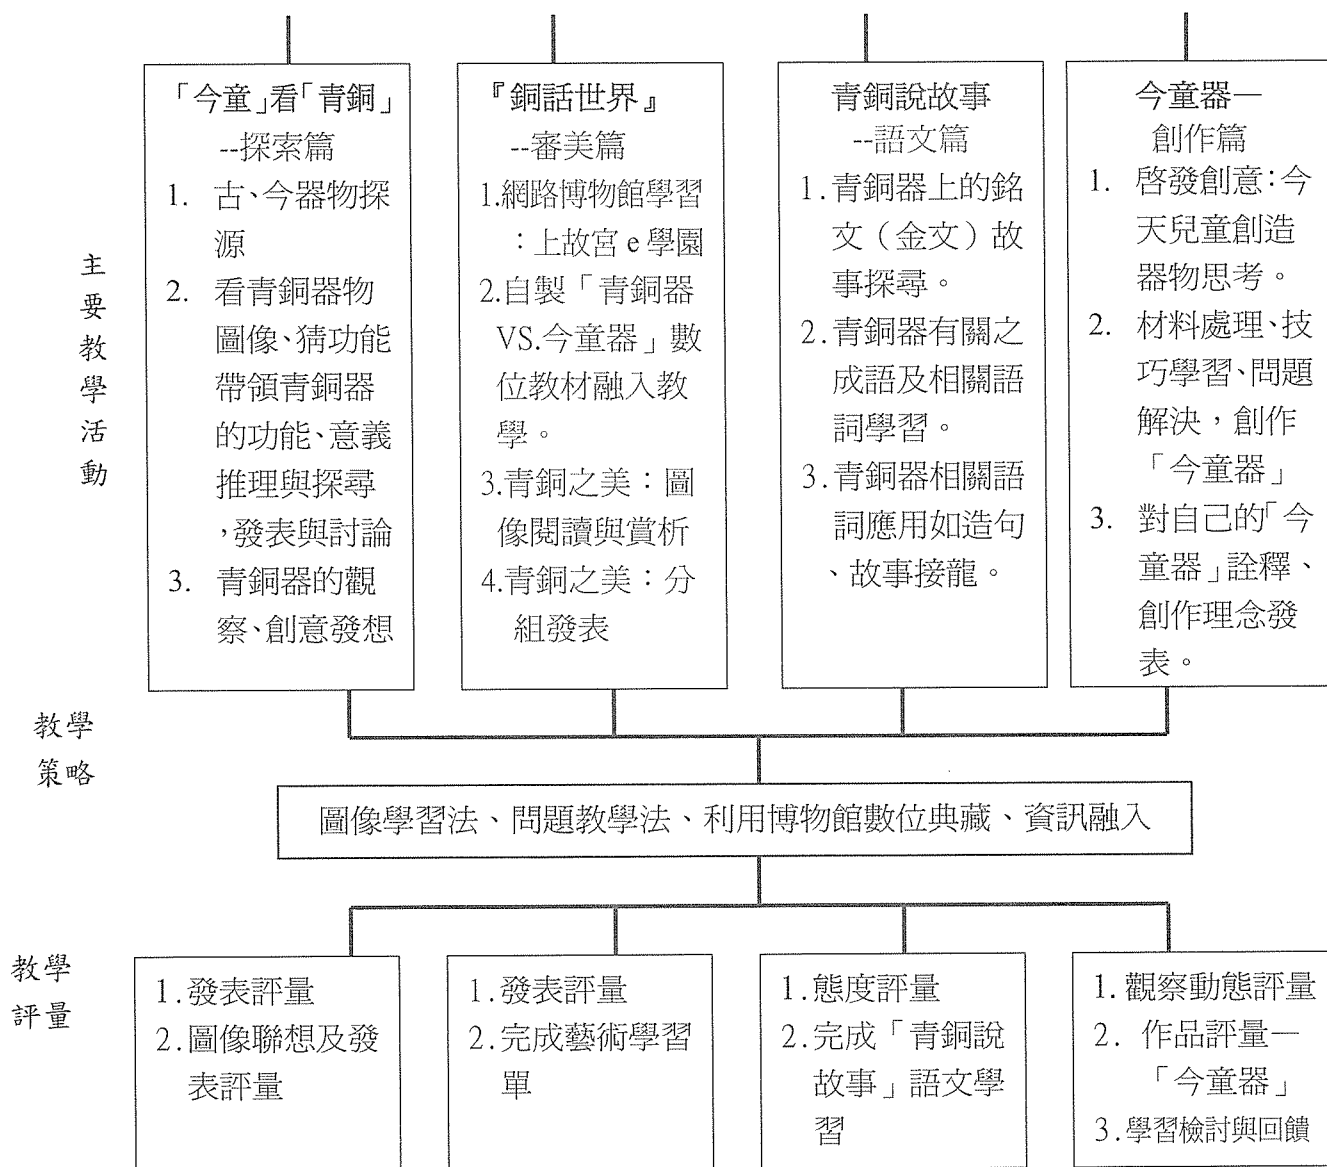 主
要
教
學
活
動
「今童」看「青銅」
--探索篇
1. 古、今器物探
源
2. 看青銅器物
圖像、猜功能
帶領青銅器
的功能、意義
推理與探尋
,發表與討論
3. 青銅器的觀
察、創意發想
『銅話世界』
--審美篇
1.網路博物館學習
：上故宮 e 學園
2.自製「青銅器
VS.今童器」數
位教材融入教
學。
3.青銅之美：圖
像閱讀與賞析
4.青銅之美：分
組發表
青銅說故事
--語文篇
1.青銅器上的銘
文（金文）故
事探尋。
2.青銅器有關之
成語及相關語
詞學習。
3.青銅器相關語
詞應用如造句
、故事接龍。
今童器—
創作篇
1. 啓發創意：今
天兒童創造
器物思考。
2. 材料處理、技
巧學習、問題
解決，創作
「今童器」
3. 對自己的「今
童器」詮釋、
創作理念發
表。
教學
策略
圖像學習法、問題教學法、利用博物館數位典藏、資訊融入
教學
評量
1.發表評量
2.圖像聯想及發
表評量
1.發表評量
2.完成藝術學習
單
1.態度評量
2.完成「青銅說
故事」語文學
習
1.觀察動態評量
2. 作品評量—
「今童器」
3.學習檢討與回饋